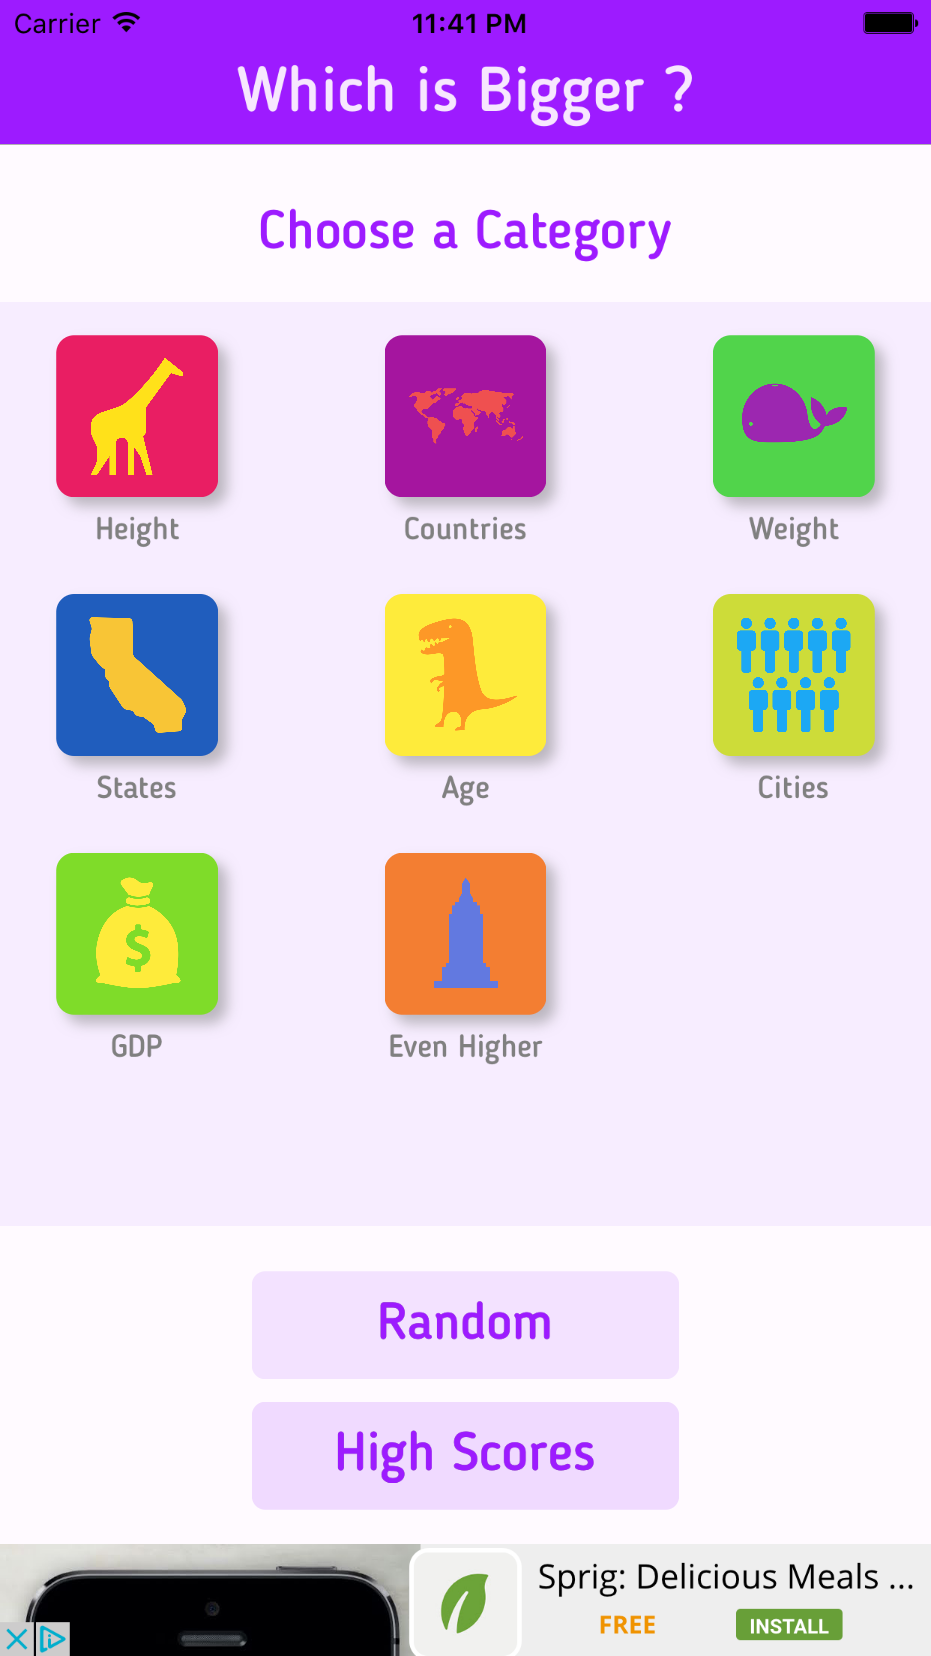 Carrier 11:41 PM
Which is Bigger ?
Choose a Category
Height Countries Weight
States Age Cities
$
GDP Even Higher
Random
High Scores
Sprig: Delicious Meals ...
FREE INSTALL